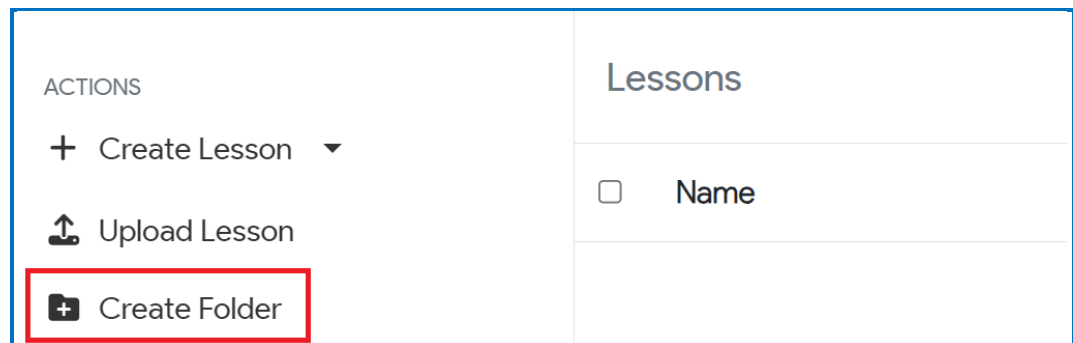 ACTIONS
Create Lesson
Upload Lesson
Create Folder
Lessons
Name